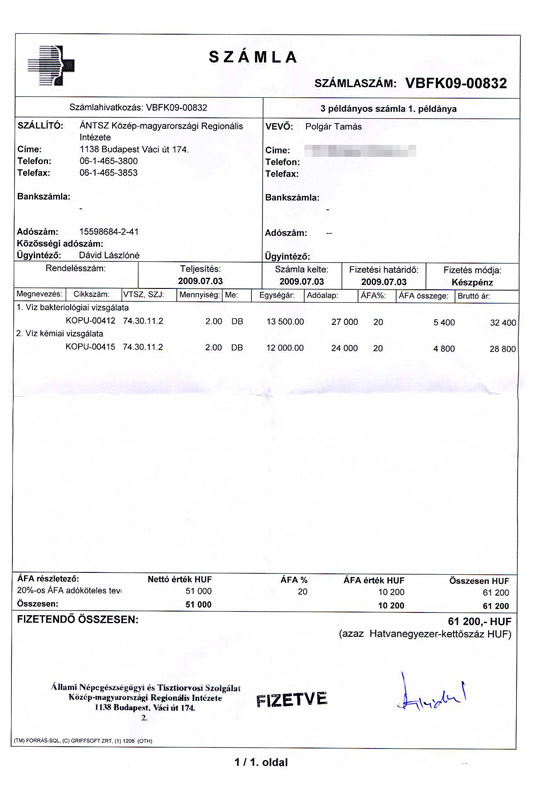 SZÁMLA
SZÁMLASZÁM: VBFK09-00832
Számlahivatkozás: VBFK09-00832
3 példányos számla 1. példánya
SZÁLLÍTÓ: ÁNTSZ Közép-magyarországi Regionális
Intézete
Címe: 1138 Budapest Váci út 174.
Telefon: 06-1-465-3800
Telefax: 06-1-465-3853
Bankszámla:
-
Adószám: 15598684-2-41
Közösségi adószám:
Ügyintéző: Dávid Lászlóné
VEVŐ: Polgár Tamás
Címe:
Telefon:
Telefax:
Bankszámla:
-
Adószám: --
Ügyintéző:
Rendelésszám: Teljesítés: Számla kelte: Fizetési határidő: Fizetés módja:
2009.07.03 2009.07.03 2009.07.03 Készpénz
Megnevezés: Cikkszám: VTSZ, SZJ: Mennyiség: Me: Egységár: Adóalap: ÁFA%: ÁFA összege: Bruttó ár:
1. Víz bakteriológiai vizsgálata
KOPU-00412 74.30.11.2 2.00 DB 13 500.00 27 000 20 5 400 32 400
2. Víz kémiai vizsgálata
KOPU-00415 74.30.11.2 2.00 DB 12 000.00 24 000 20 4 800 28 800
ÁFA részletező: Nettó érték HUF ÁFA % ÁFA érték HUF Összesen HUF
20%-os ÁFA adóköteles tev 51 000 20 10 200 61 200
Összesen: 51 000 10 200 61 200
FIZETENDŐ ÖSSZESEN: 61 200,- HUF
(azaz Hatvanegyezer-kettőszáz HUF)
Állami Népegészségügyi és Tisztiorvosi Szolgálat
Közép-magyarországi Regionális Intézete
1138 Budapest, Váci út 174.
2.
FIZETVE
(TM) FORRÁS-SQL, (C) GRIFFSOFT ZRT, (1) 1208 (OTH)
1 / 1. oldal